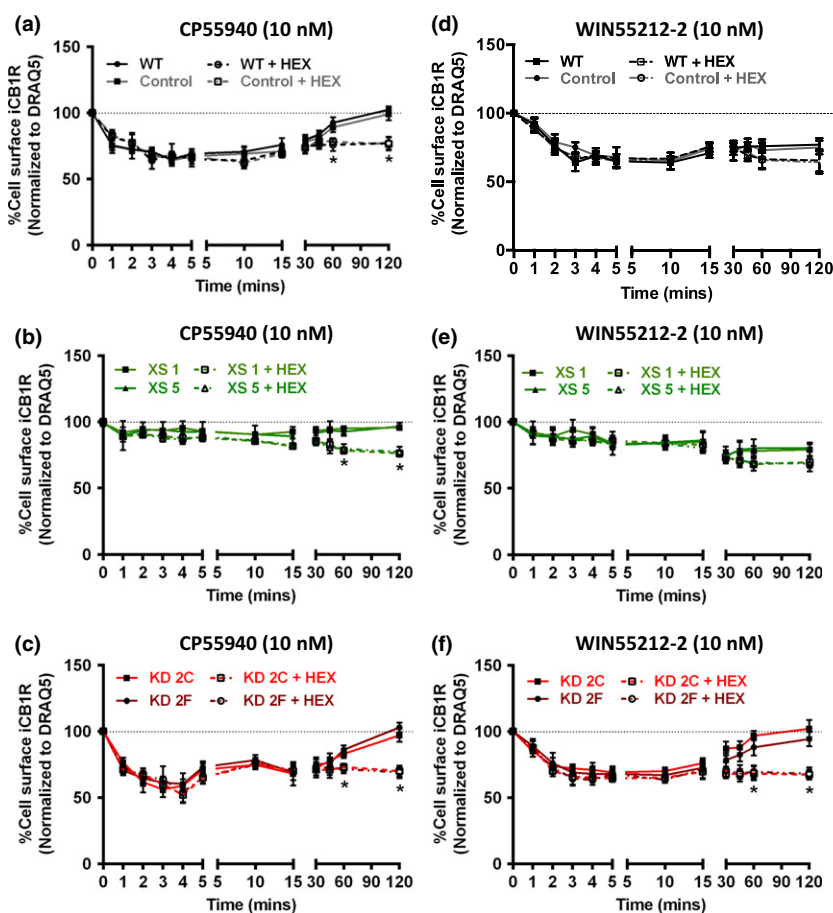 (a)
CP55940 (10 nM)
%Cell surface iCB1R
(Normalized to DRAQ5)
150
100
50
0
WT
WT + HEX
Control
Control + HEX
*
*
0 1 2 3 4 5 5 10 15 30 60 90 120
Time (mins)
(d)
WIN55212-2 (10 nM)
%Cell surface iCB1R
(Normalized to DRAQ5)
150
100
50
0
WT
WT + HEX
Control
Control + HEX
0 1 2 3 4 5 5 10 15 30 60 90 120
Time (mins)
(b)
CP55940 (10 nM)
%Cell surface iCB1R
(Normalized to DRAQ5)
150
100
50
0
XS 1
XS 1 + HEX
XS 5
XS 5 + HEX
*
*
0 1 2 3 4 5 5 10 15 30 60 90 120
Time (mins)
(e)
WIN55212-2 (10 nM)
%Cell surface iCB1R
(Normalized to DRAQ5)
150
100
50
0
XS 1
XS 1 + HEX
XS 5
XS 5 + HEX
0 1 2 3 4 5 5 10 15 30 60 90 120
Time (mins)
(c)
CP55940 (10 nM)
%Cell surface iCB1R
(Normalized to DRAQ5)
150
100
50
0
KD 2C
KD 2C + HEX
KD 2F
KD 2F + HEX
*
*
0 1 2 3 4 5 5 10 15 30 60 90 120
Time (mins)
(f)
WIN55212-2 (10 nM)
%Cell surface iCB1R
(Normalized to DRAQ5)
150
100
50
0
KD 2C
KD 2C + HEX
KD 2F
KD 2F + HEX
*
*
0 1 2 3 4 5 5 10 15 30 60 90 120
Time (mins)